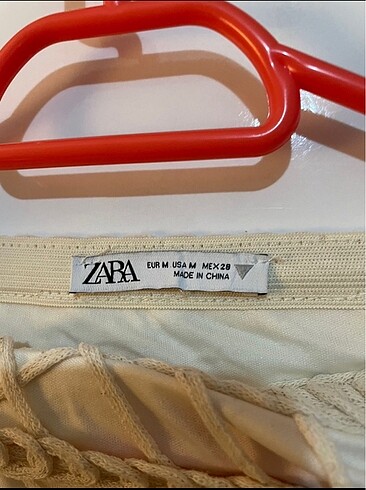 ZARA
EUR M USA M MEX 28
MADE IN CHINA